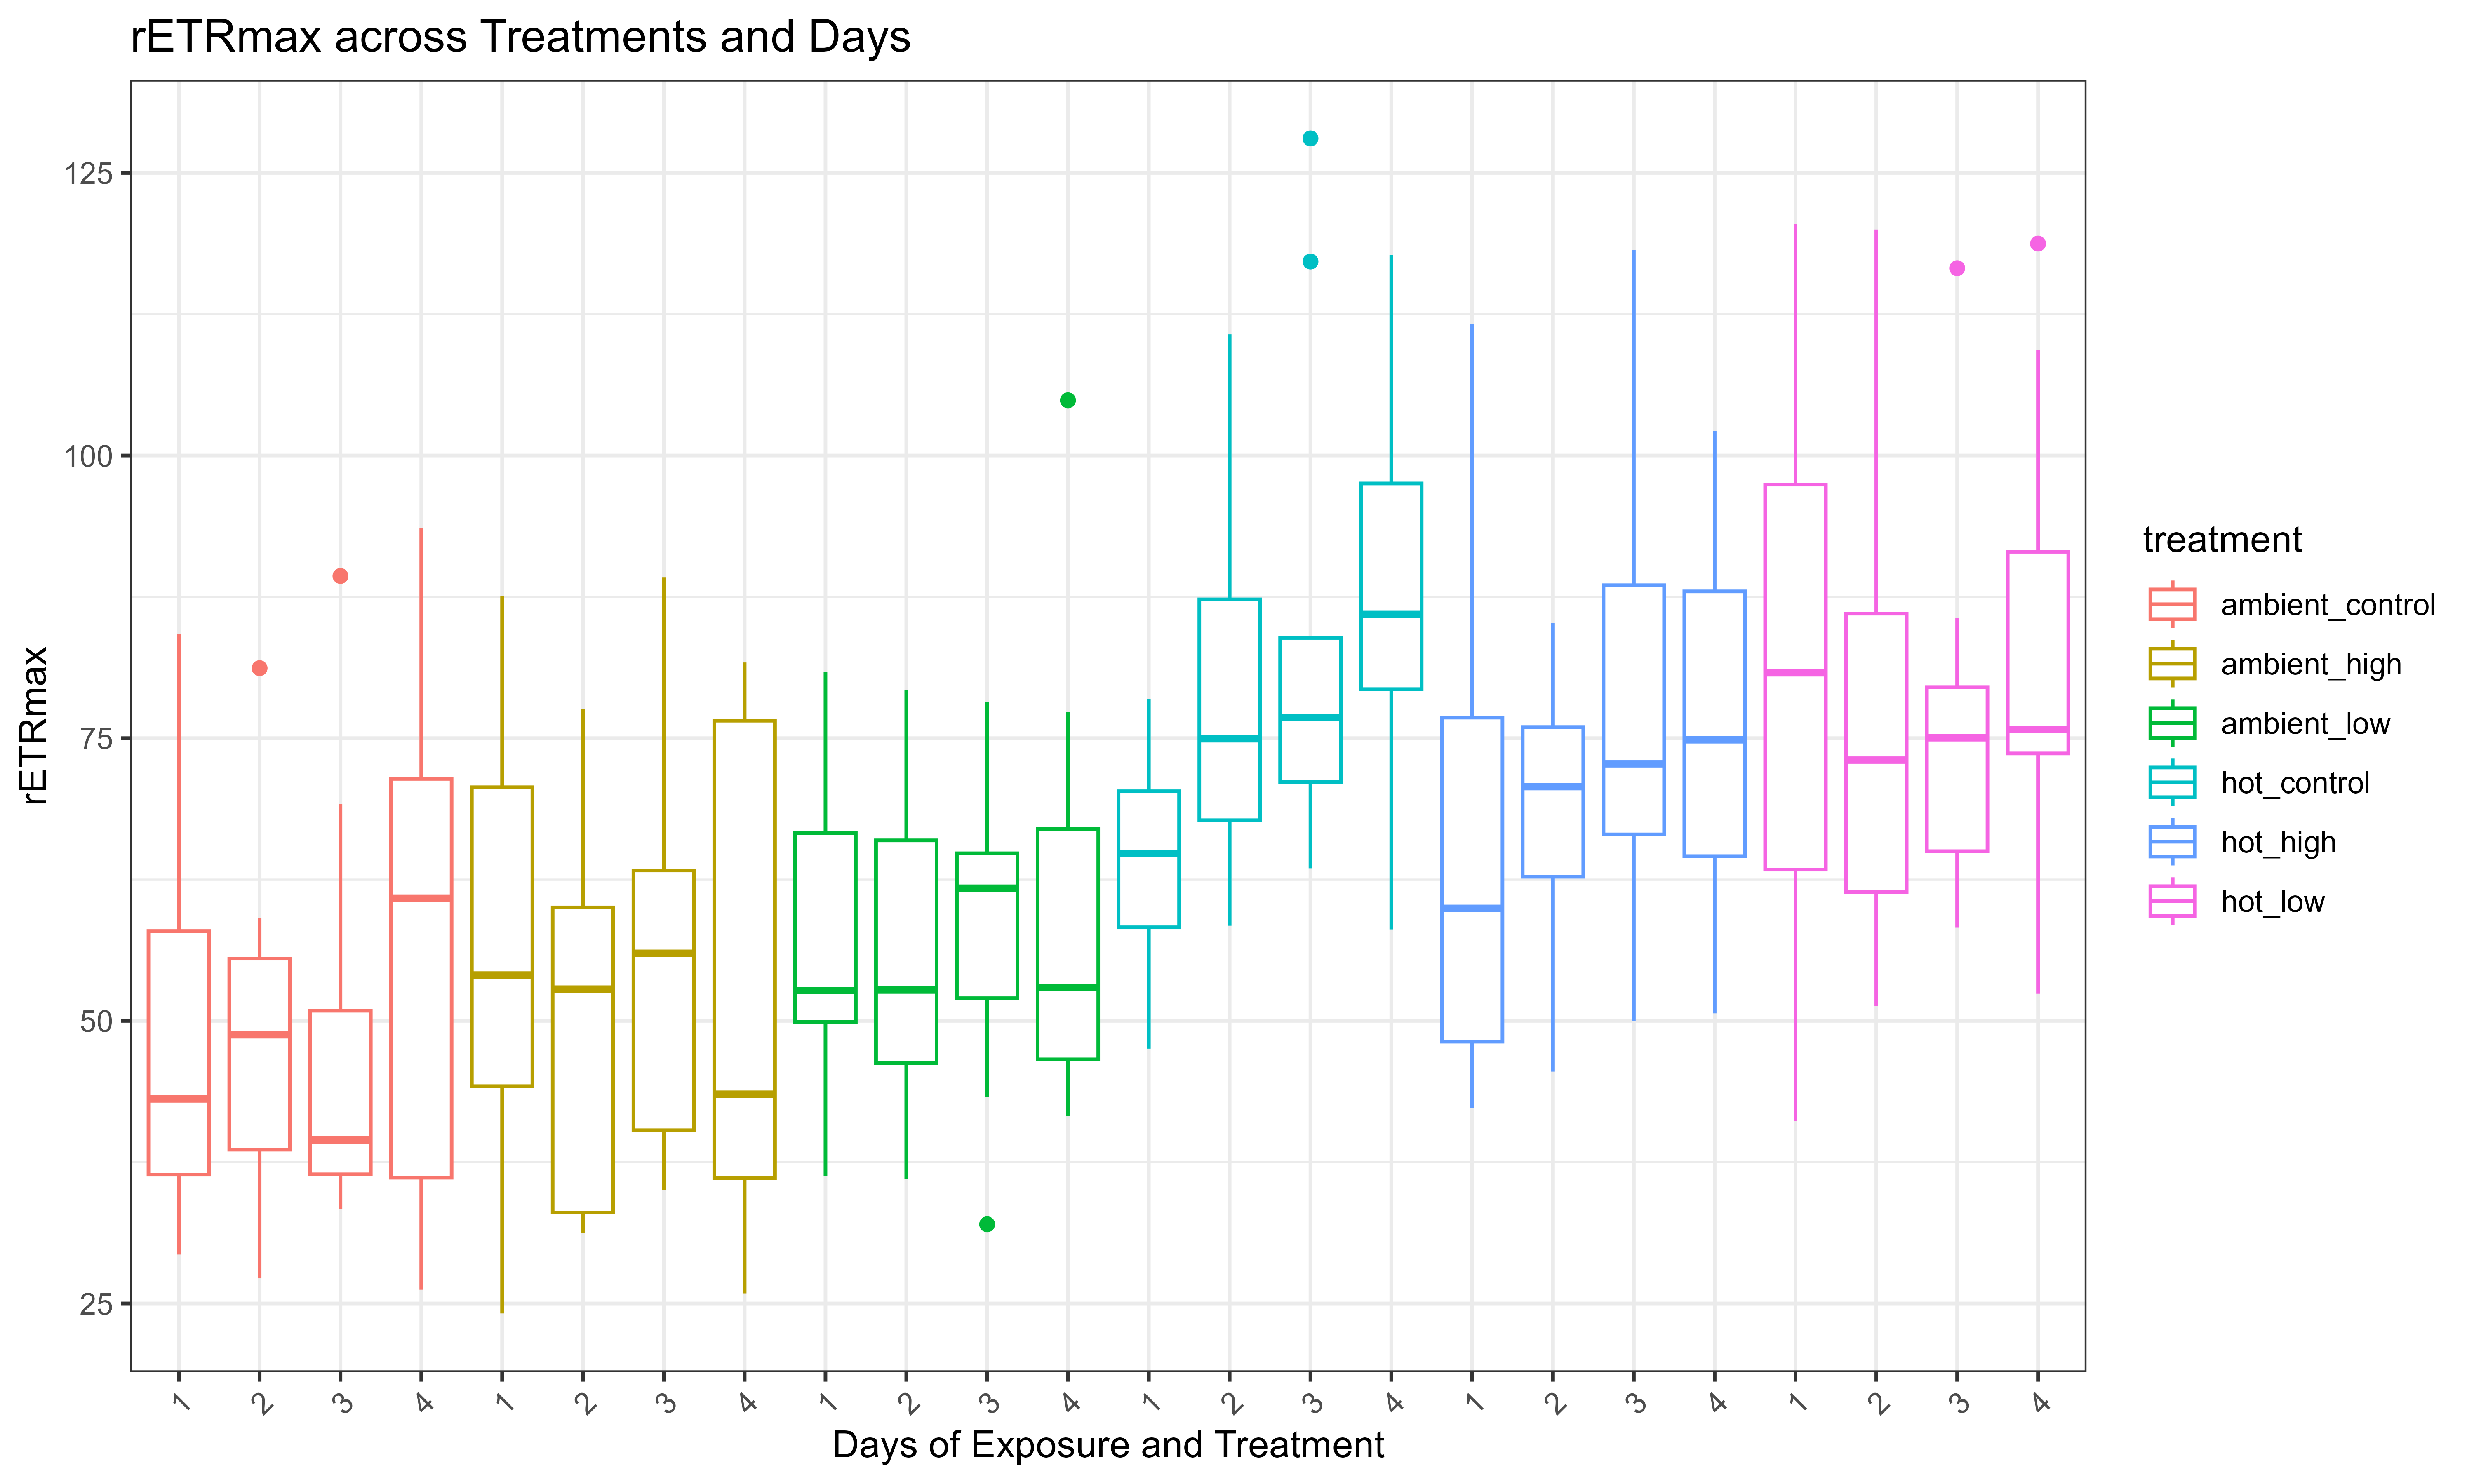 rETRmax across Treatments and Days
rETRmax
125
100
75
50
25
1 2 3 4 1 2 3 4 1 2 3 4 1 2 3 4 1 2 3 4 1 2 3 4
Days of Exposure and Treatment
treatment
ambient_control
ambient_high
ambient_low
hot_control
hot_high
hot_low